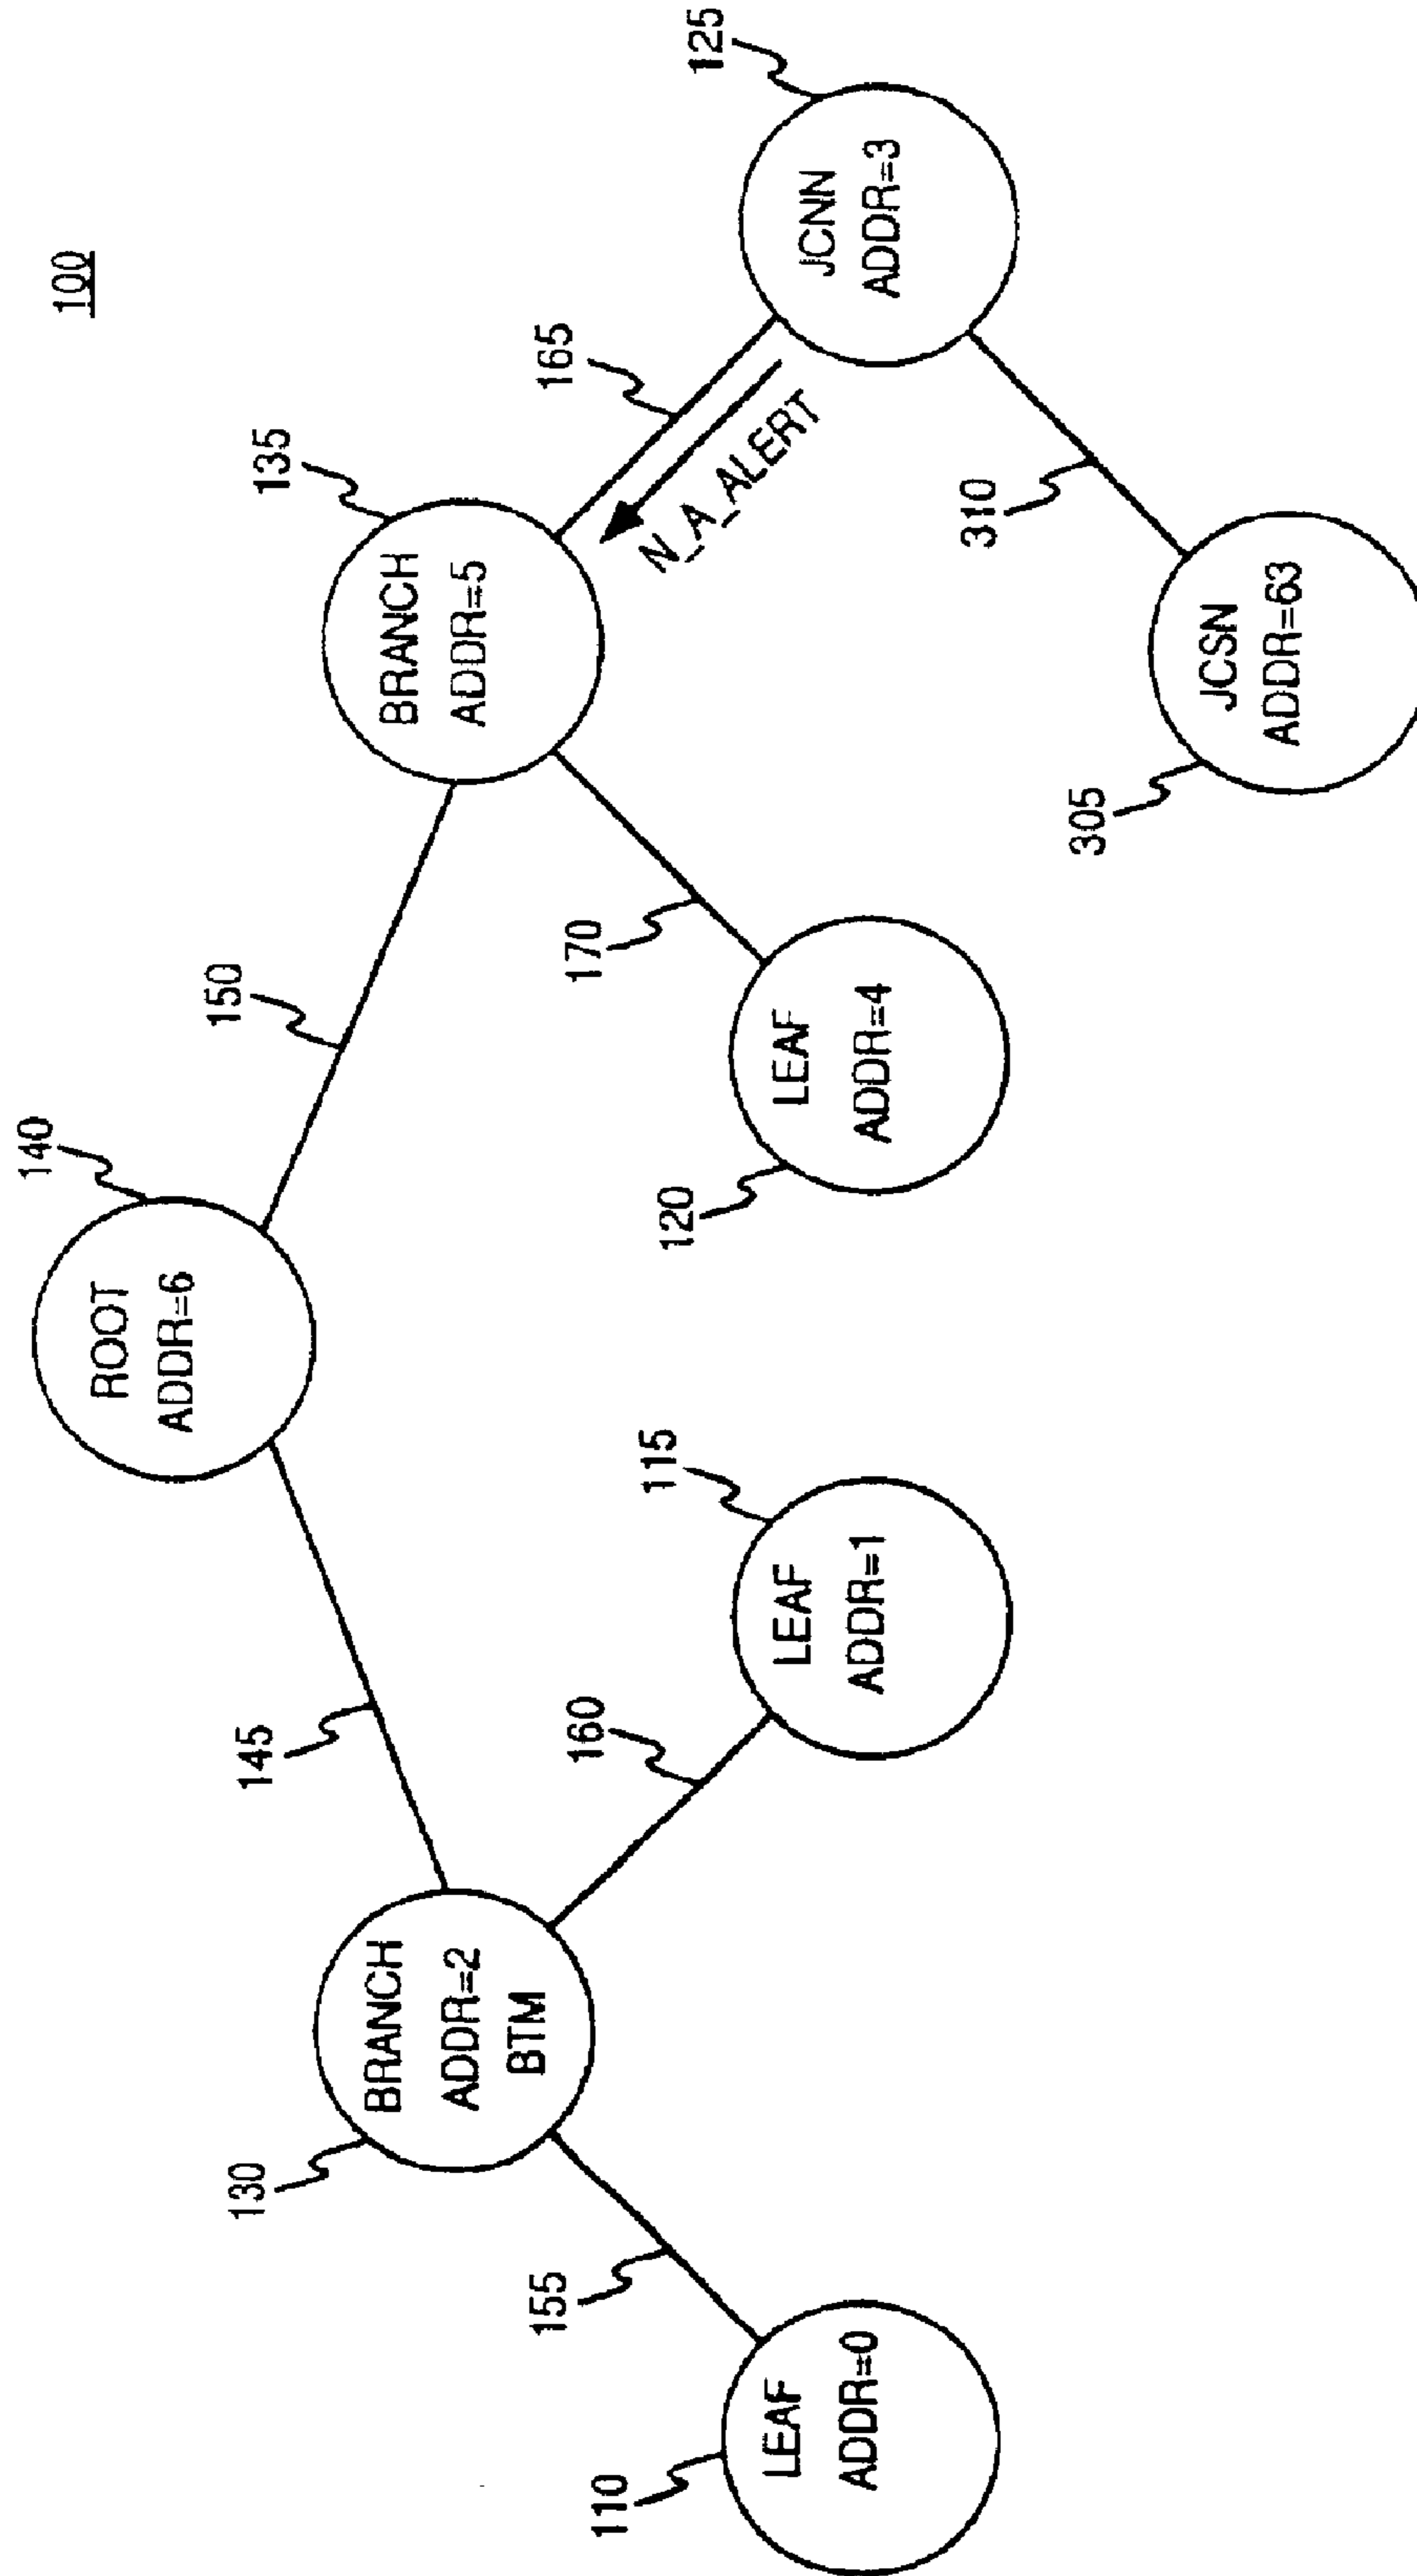 100
140
ROOT
ADDR=6
145
150
130
BRANCH
ADDR=2
BTM
135
BRANCH
ADDR=5
155
160
165
N_A_ALERT
170
110
LEAF
ADDR=0
115
LEAF
ADDR=1
120
LEAF
ADDR=4
125
JCNN
ADDR=3
310
305
JCSN
ADDR=63